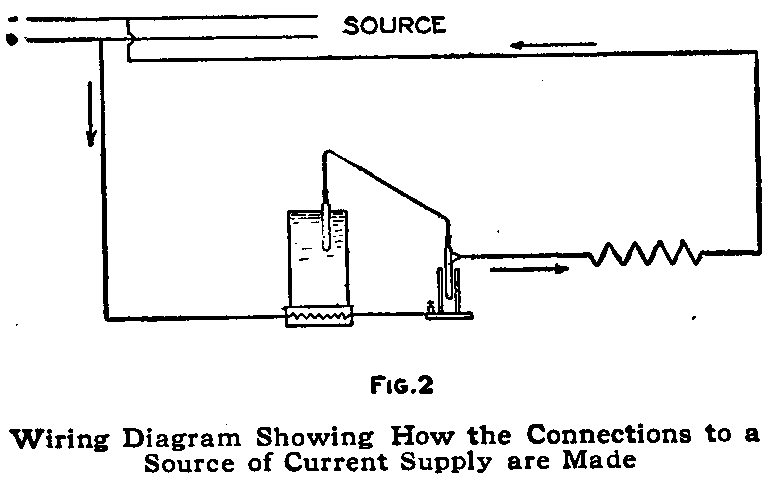 SOURCE
FIG.2
Wiring Diagram Showing How the Connections to a
Source of Current Supply are Made